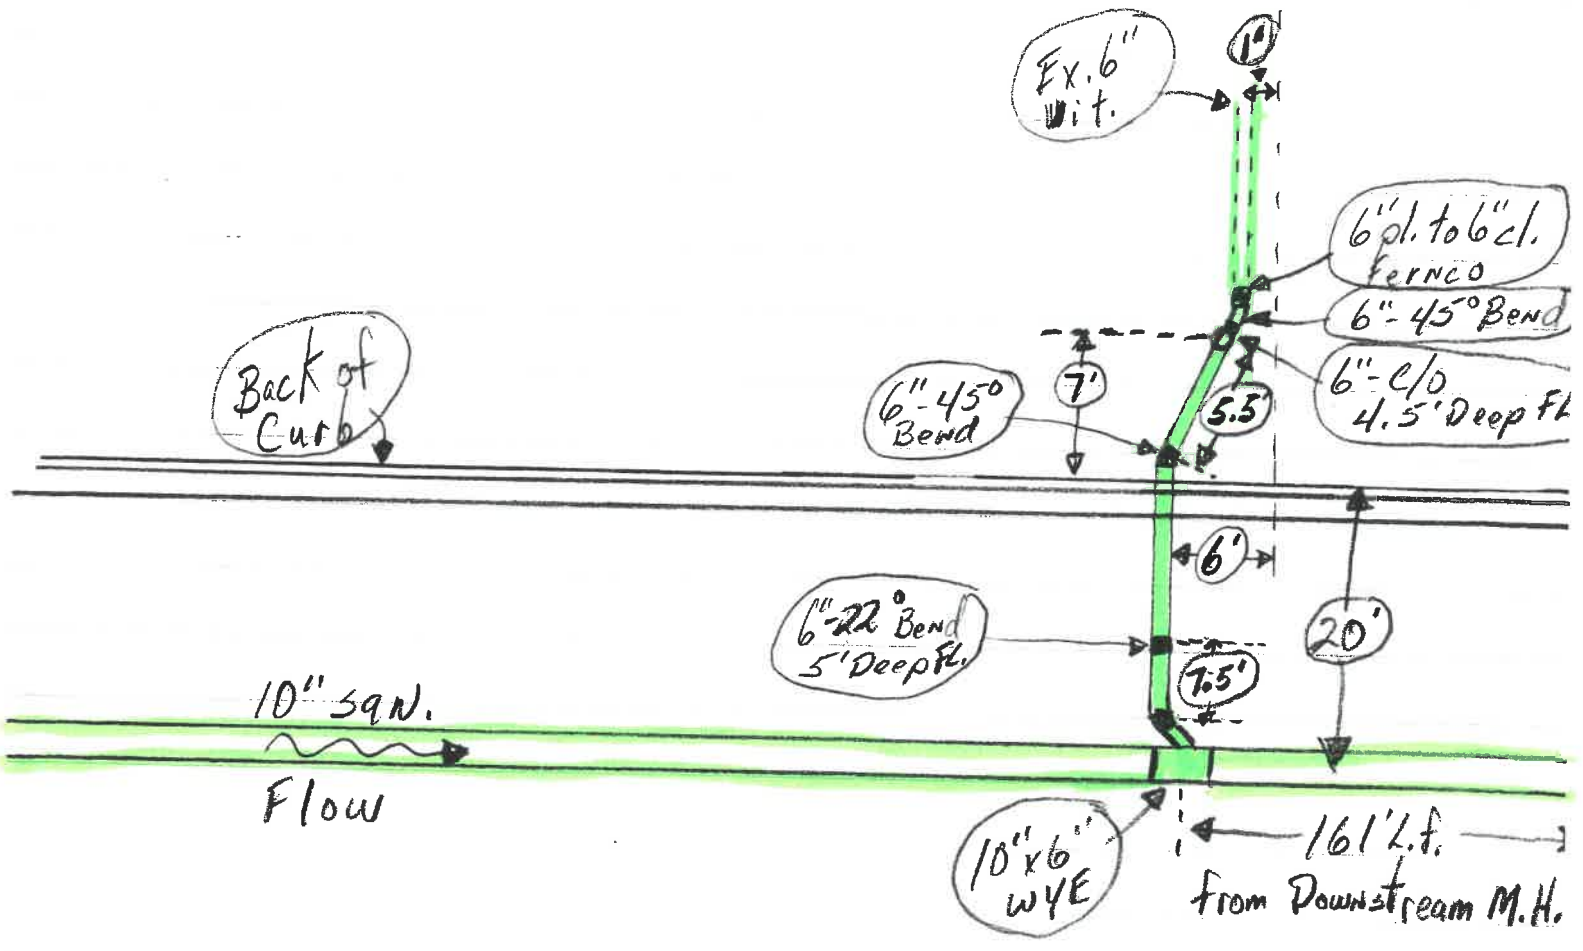 1'
Ex. 6"
Vit.
6" pl. to 6" cl.
Fernco
6"-45° Bend
6"-C/O
4.5' Deep FL
Back of
Curb
7'
6"-45°
Bend
5.5
6'
6"-22° Bend
5' Deep FL.
20'
7.5'
10" san.
Flow
10"x6"
WYE
161' L.f.
from Downstream M.H.